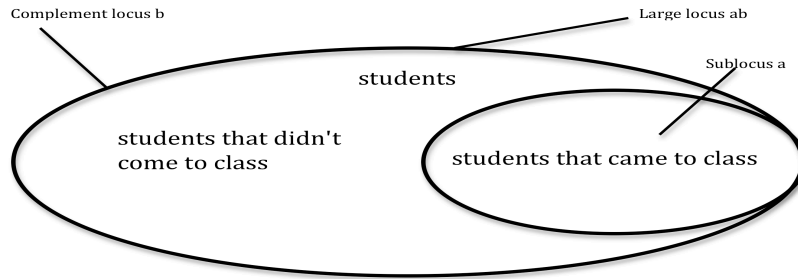 Complement locus b
Large locus ab
Sublocus a
students
students that didn't
come to class
students that came to class